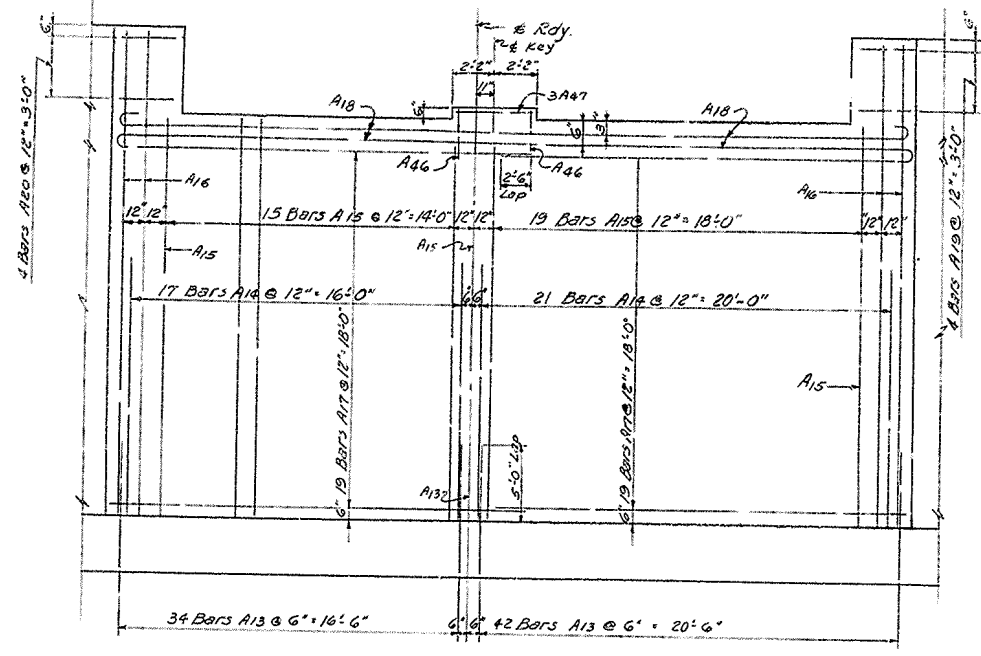 ℄ Rdy.
℄ Key
2'-2" 2'-2"
11"
3A47
6"
6"
6"
A18
A18
6"
3"
A46
A46
2'-6"
Lap
4 Bars A20 @ 12" = 3'-0"
4 Bars A19 @ 12" = 3'-0"
A16
A16
12" 12"
15 Bars A15 @ 12" = 14'-0"
12" 12"
19 Bars A15 @ 12" = 18'-0"
12" 12"
A15
A15
17 Bars A14 @ 12" = 16'-0"
6" 6"
21 Bars A14 @ 12" = 20'-0"
6" 19 Bars A17 @ 12" = 18'-0"
6" 19 Bars A17 @ 12" = 18'-0"
A15
5'-0" Lap
34 Bars A13 @ 6" = 16'-6"
6" 6"
42 Bars A13 @ 6" = 20'-6"